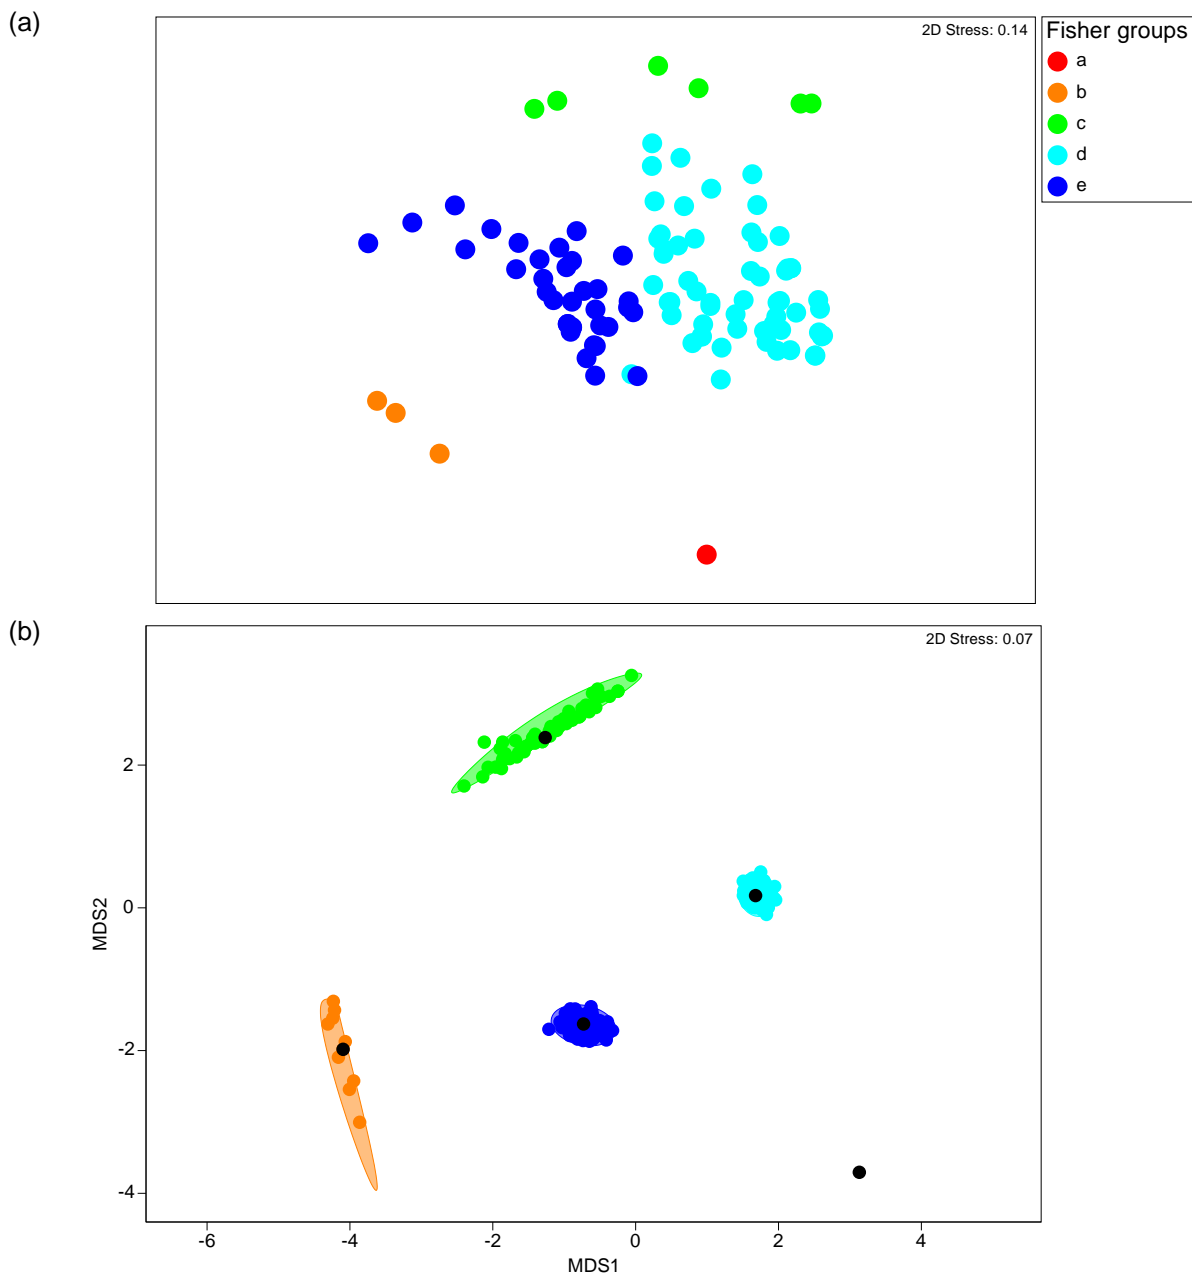 (a)
2D Stress: 0.14
Fisher groups
a
b
c
d
e
(b)
2D Stress: 0.07
2
0
-2
-4
MDS2
-6 -4 -2 0 2 4
MDS1